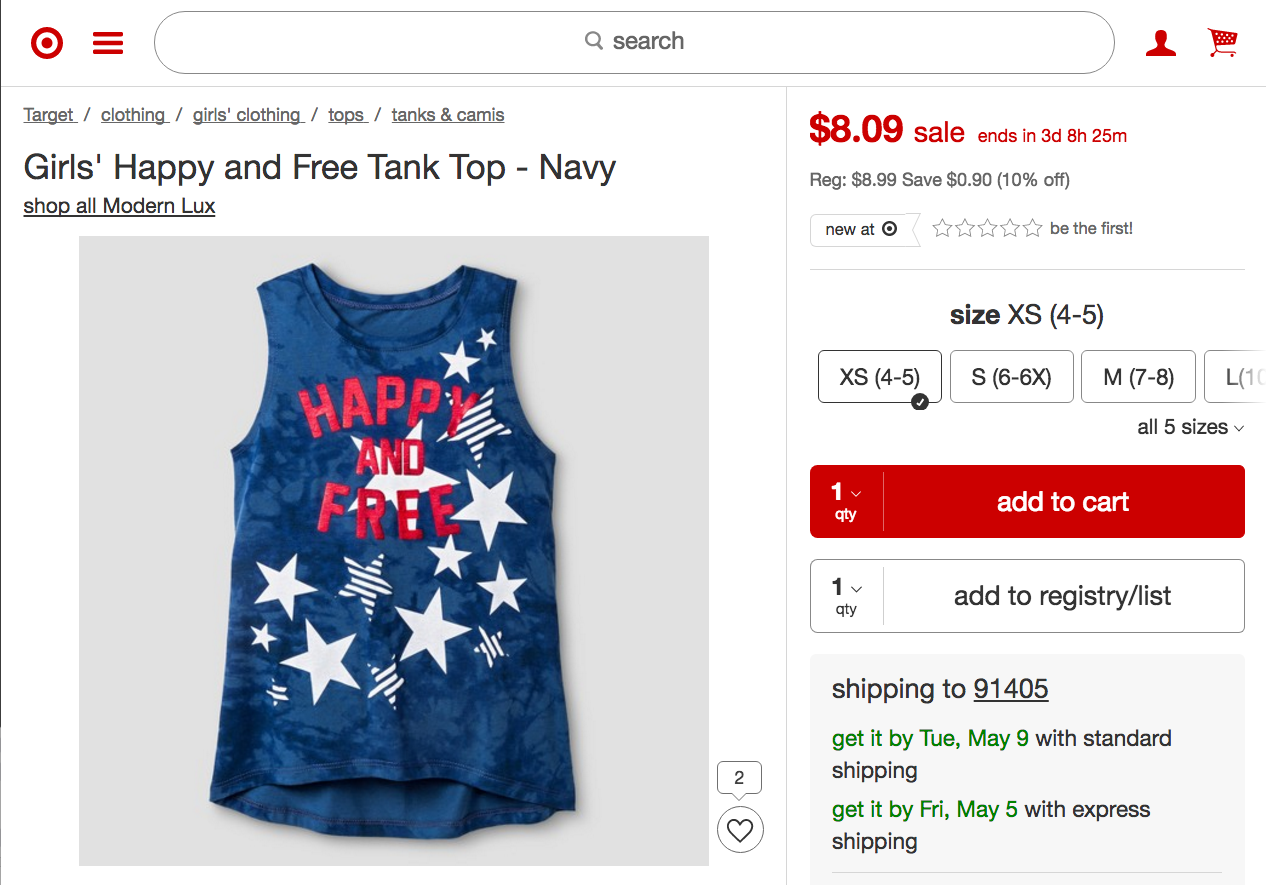 search
Target / clothing / girls' clothing / tops / tanks & camis
Girls' Happy and Free Tank Top - Navy
shop all Modern Lux
HAPPY
AND
FREE
2
$8.09 sale ends in 3d 8h 25m
Reg: $8.99 Save $0.90 (10% off)
new at be the first!
size XS (4-5)
XS (4-5) S (6-6X) M (7-8) L(10
all 5 sizes
1 qty add to cart
1 qty add to registry/list
shipping to 91405
get it by Tue, May 9 with standard
shipping
get it by Fri, May 5 with express
shipping